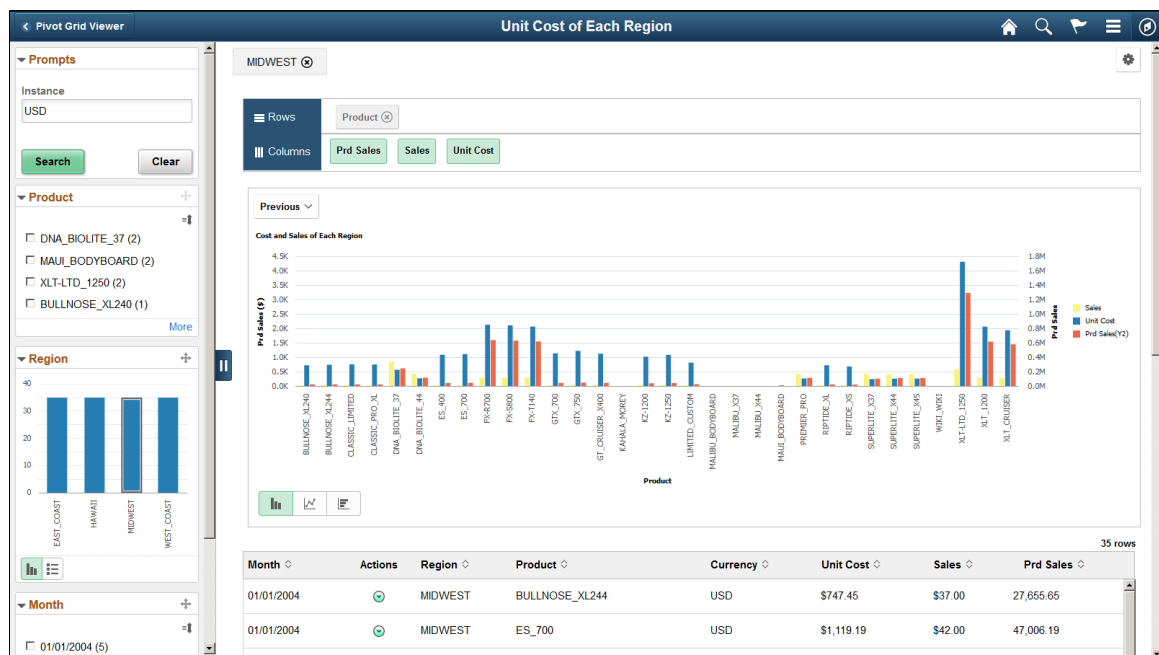 Pivot Grid Viewer
Unit Cost of Each Region
Prompts
Instance
USD
Search
Clear
Product
DNA_BIOLITE_37 (2)
MAUI_BODYBOARD (2)
XLT-LTD_1250 (2)
BULLNOSE_XL240 (1)
More
Region
40
30
20
10
0
EAST_COAST
HAWAII
MIDWEST
WEST_COAST
Month
01/01/2004 (5)
MIDWEST
Rows
Product
Columns
Prd Sales
Sales
Unit Cost
Previous
Cost and Sales of Each Region
Prd Sales ($)
4.5K
4.0K
3.5K
3.0K
2.5K
2.0K
1.5K
1.0K
0.5K
0.0K
1.8M
1.6M
1.4M
1.2M
1.0M
0.8M
0.6M
0.4M
0.2M
0.0M
Prd Sales
Sales
Unit Cost
Prd Sales(Y2)
BULLNOSE_XL240
BULLNOSE_XL244
CLASSIC_LIMITED
CLASSIC_PRO_XL
DNA_BIOLITE_37
DNA_BIOLITE_44
ES_400
ES_700
FX-R700
FX-S800
FX-T140
GTX_700
GTX_750
GT_CRUISER_X400
KAHALA_MOREY
KZ-1200
KZ-1250
LIMITED_CUSTOM
MALIBU_BODYBOARD
MALIBU_X37
MALIBU_X44
MAUI_BODYBOARD
PREMIER_PRO
RIPTIDE_XL
RIPTIDE_XS
SUPERLITE_X37
SUPERLITE_X44
SUPERLITE_X45
WIKI_WIKI
XLT-LTD_1250
XLT_1200
XLT_CRUISER
Product
35 rows
Month Actions Region Product Currency Unit Cost Sales Prd Sales
01/01/2004 MIDWEST BULLNOSE_XL244 USD $747.45 $37.00 27,655.65
01/01/2004 MIDWEST ES_700 USD $1,119.19 $42.00 47,006.19